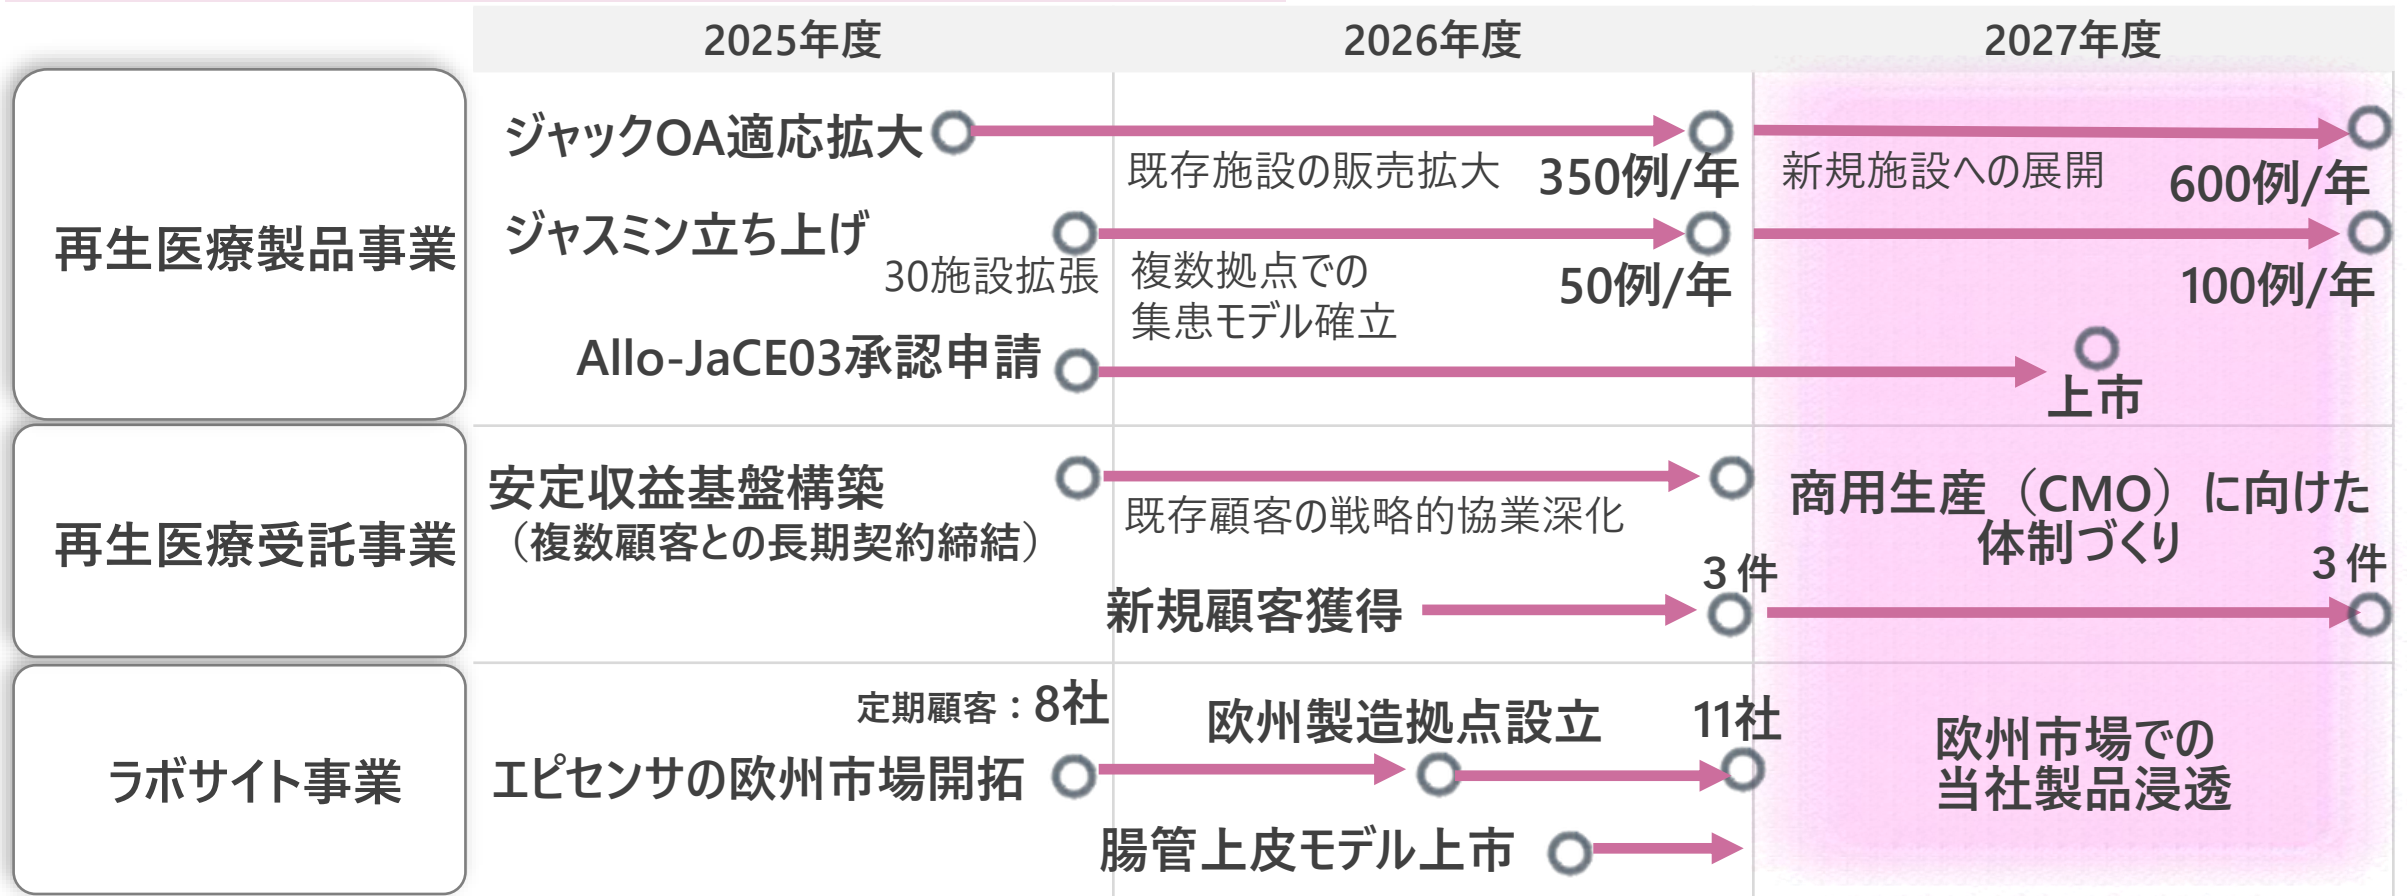 2025年度
2026年度
2027年度
再生医療製品事業
ジャックOA適応拡大
既存施設の販売拡大
350例/年
新規施設への展開
600例/年
ジャスミン立ち上げ
30施設拡張
複数拠点での
集患モデル確立
50例/年
100例/年
Allo-JaCE03承認申請
上市
再生医療受託事業
安定収益基盤構築
（複数顧客との長期契約締結）
既存顧客の戦略的協業深化
商用生産（CMO）に向けた
体制づくり
新規顧客獲得
３件
３件
ラボサイト事業
定期顧客：8社
エピセンサの欧州市場開拓
欧州製造拠点設立
11社
欧州市場での
当社製品浸透
腸管上皮モデル上市